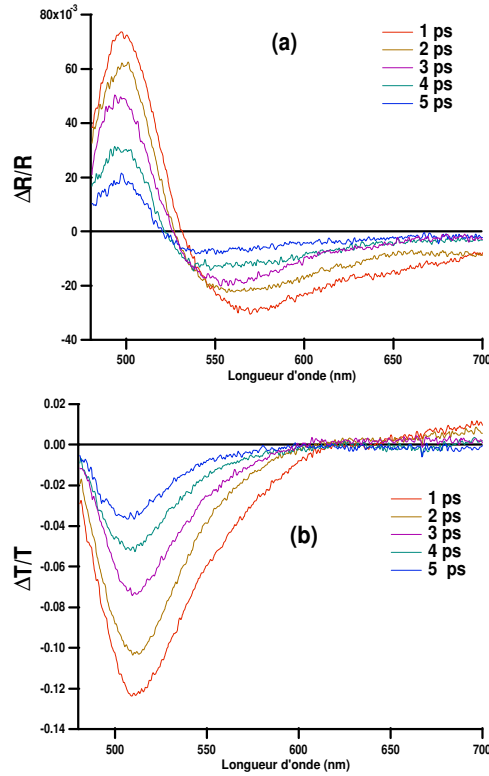 80x10-3
(a)
1 ps
2 ps
3 ps
4 ps
5 ps
60
40
20
0
-20
-40
ΔR/R
500
550
600
650
700
Longueur d'onde (nm)
0.02
0.00
-0.02
-0.04
-0.06
-0.08
-0.10
-0.12
-0.14
ΔT/T
1 ps
2 ps
3 ps
4 ps
5 ps
(b)
500
550
600
650
700
Longueur d'onde (nm)